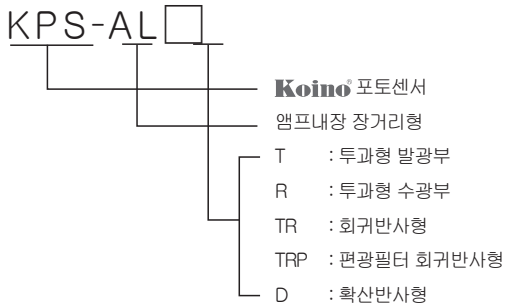 KPS-AL□
Koino® 포토센서
앰프내장 장거리형
T : 투과형 발광부
R : 투과형 수광부
TR : 회귀반사형
TRP : 편광필터 회귀반사형
D : 확산반사형